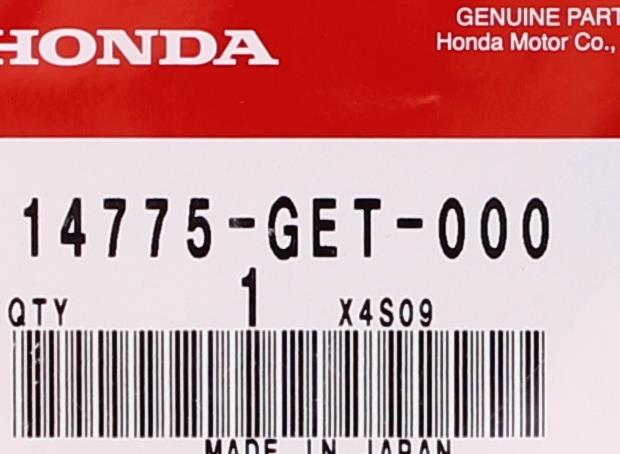 HONDA
GENUINE PART
Honda Motor Co.,
14775-GET-000
QTY 1 X4S09
MADE IN JAPAN